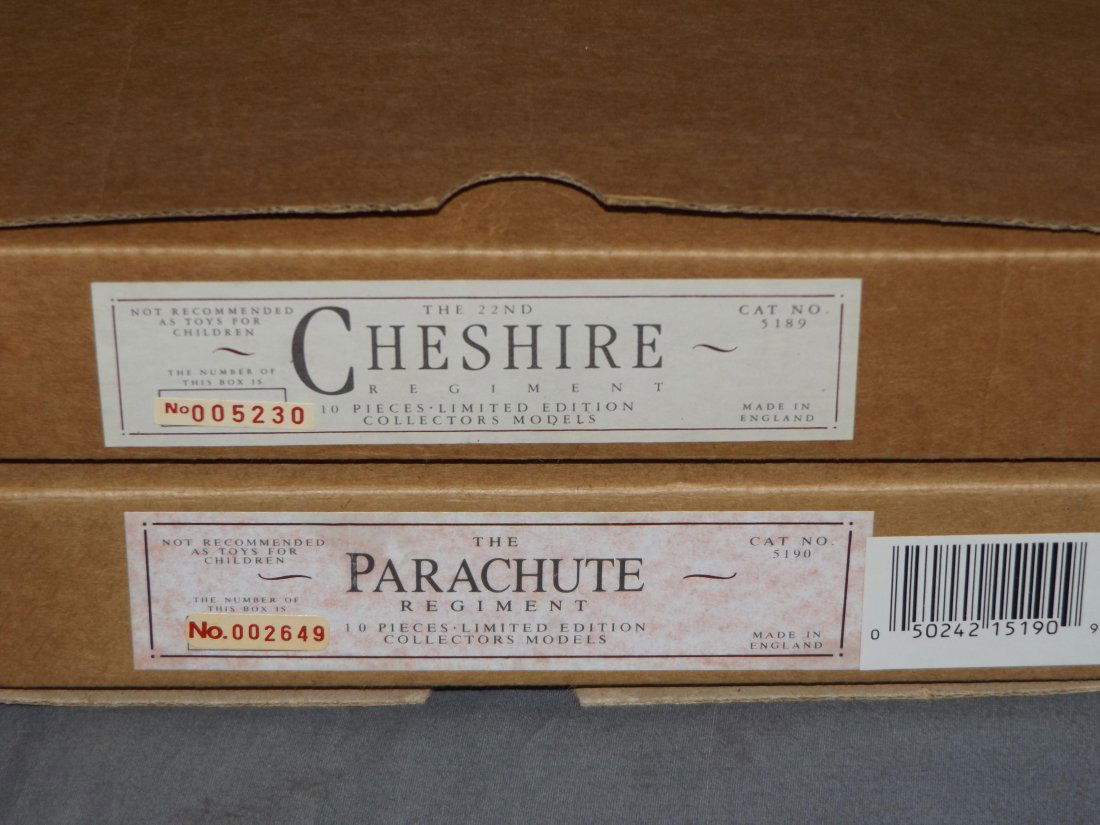 NOT RECOMMENDED
AS TOYS FOR
CHILDREN
THE NUMBER OF
THIS BOX IS
No005230
THE 22ND
CHESHIRE
REGIMENT
10 PIECES·LIMITED EDITION
COLLECTORS MODELS
CAT NO.
5189
MADE IN
ENGLAND
NOT RECOMMENDED
AS TOYS FOR
CHILDREN
THE NUMBER OF
THIS BOX IS
No. 002649
THE
PARACHUTE
REGIMENT
10 PIECES·LIMITED EDITION
COLLECTORS MODELS
CAT NO.
5190
MADE IN
ENGLAND
0 50242 15190 9